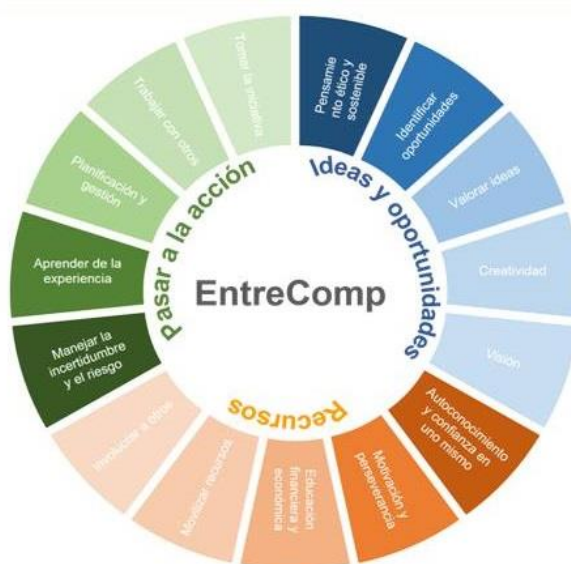 Pensamie
nto ético y
sostenible
Identificar
oportunidades
Valorar ideas
Creatividad
Visión
Autoconocimiento
y confianza en
uno mismo
Motivación y
perseverancia
Educación
financiera y
económica
Movilizar recursos
Involucrar a otros
Manejar la
incertidumbre
y el riesgo
Aprender de la
experiencia
Planificación y
gestión
Trabajar con otros
Tomar la iniciativa
Ideas y oportunidades
Recursos
Pasar a la acción
EntreComp